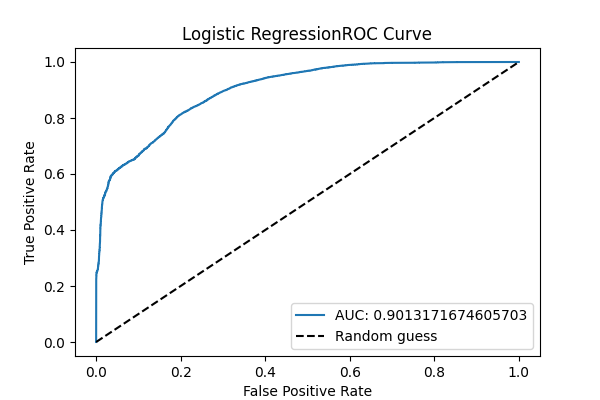 Logistic RegressionROC Curve
True Positive Rate
1.0
0.8
0.6
0.4
0.2
0.0
AUC: 0.9013171674605703
Random guess
0.0 0.2 0.4 0.6 0.8 1.0
False Positive Rate